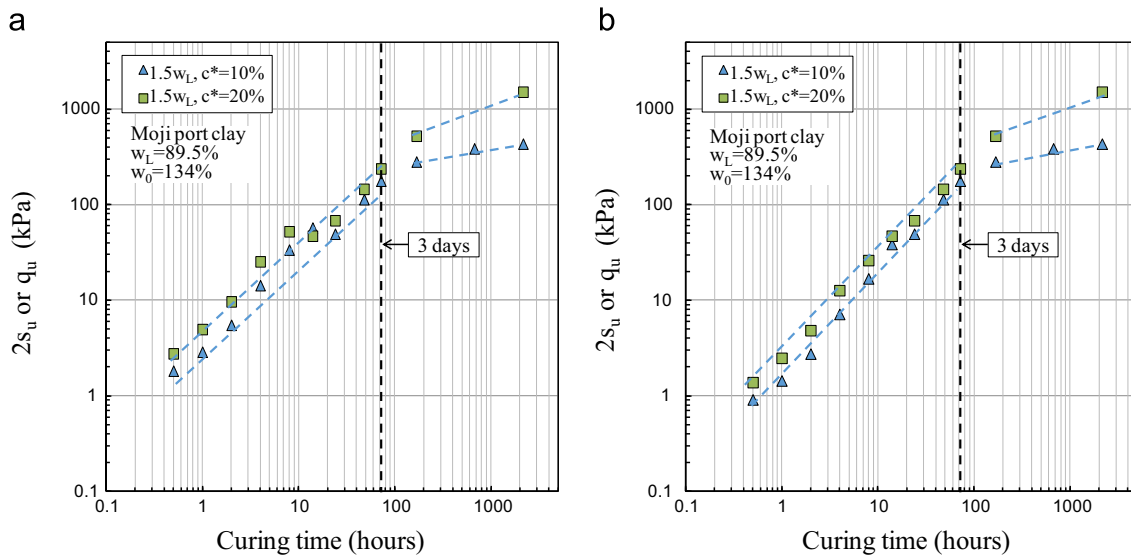 a
1.5wL, c*=10%
1.5wL, c*=20%
Moji port clay
wL=89.5%
w0=134%
3 days
2su or qu (kPa)
1000
100
10
1
0.1
0.1
1
10
100
1000
Curing time (hours)
b
1.5wL, c*=10%
1.5wL, c*=20%
Moji port clay
wL=89.5%
w0=134%
3 days
2su or qu (kPa)
1000
100
10
1
0.1
0.1
1
10
100
1000
Curing time (hours)